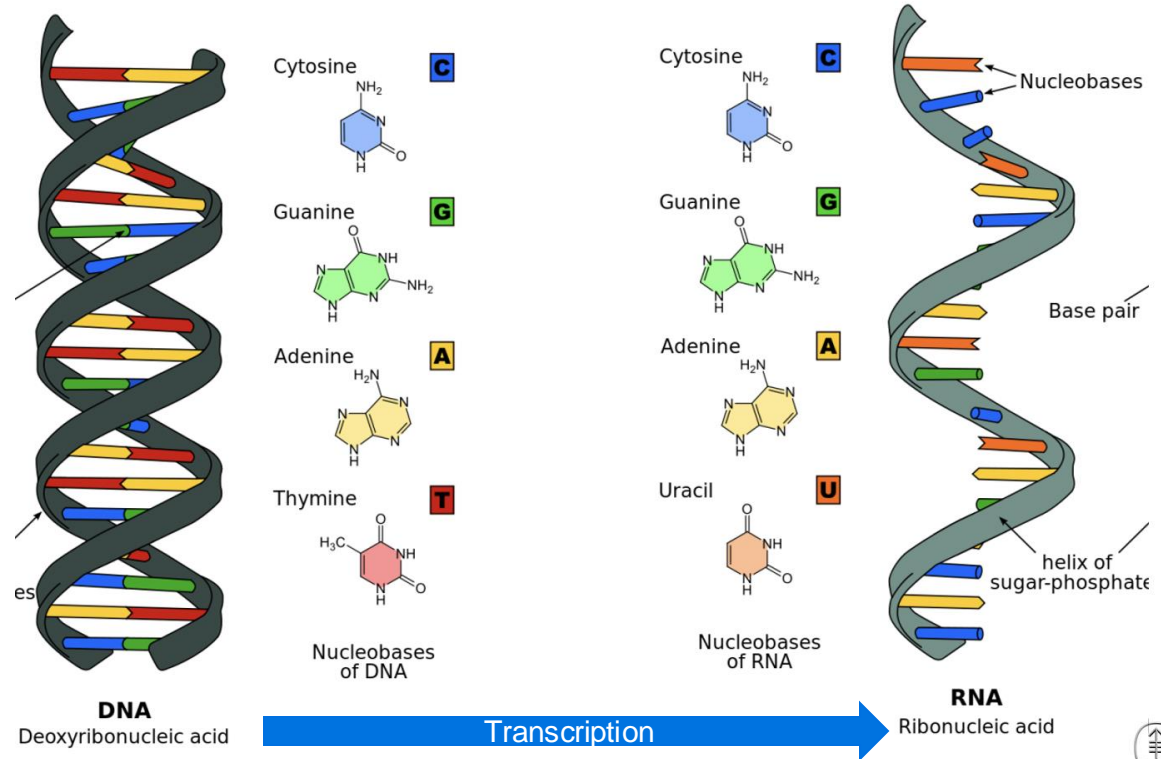 Cytosine C
NH₂
N
N
H
O
Guanine G
O
NH
N
N
N
H
NH₂
Adenine A
H₂N
N
N
N
N
H
Thymine T
O
H₃C
NH
N
H
O
Nucleobases
of DNA
es
DNA
Deoxyribonucleic acid
Transcription
Cytosine C
NH₂
N
N
H
O
Guanine G
O
NH
N
N
N
H
NH₂
Adenine A
H₂N
N
N
N
N
H
Uracil U
O
NH
N
H
O
Nucleobases
of RNA
Nucleobases
Base pair
helix of
sugar-phosphate
RNA
Ribonucleic acid